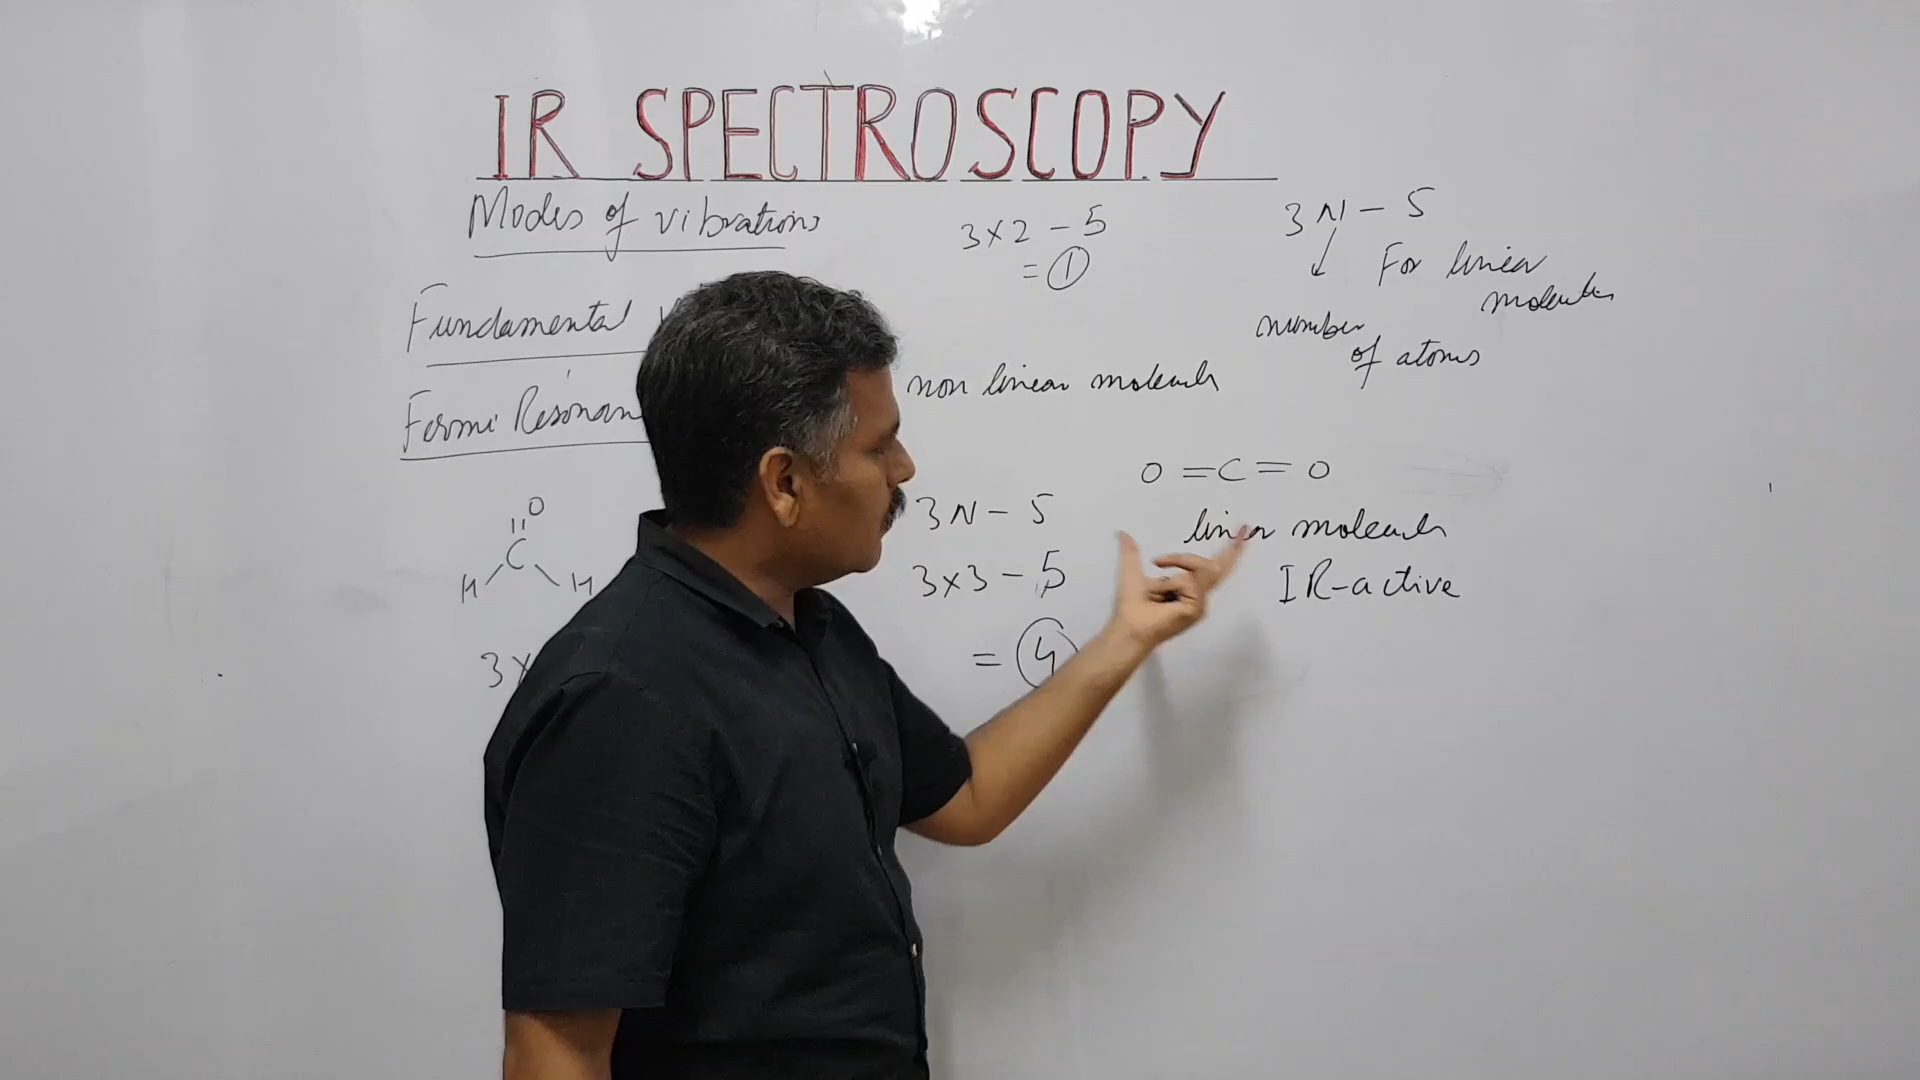 IR SPECTROSCOPY
Modes of vibrations
3×2 - 5
= 1
3N - 5
For linear
molecules
number
of atoms
Fundamental
Fermi Resonan
non linear molecule
O
C
H H
3×
3N - 5
3×3 - 5
= 4
O = C = O
linear molecule
IR-active